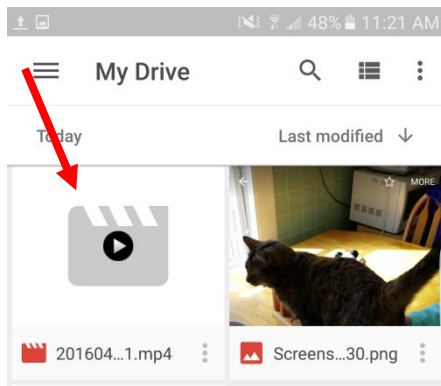 48% 11:21 AM
My Drive
Today Last modified
MORE
201604...1.mp4 Screens...30.png